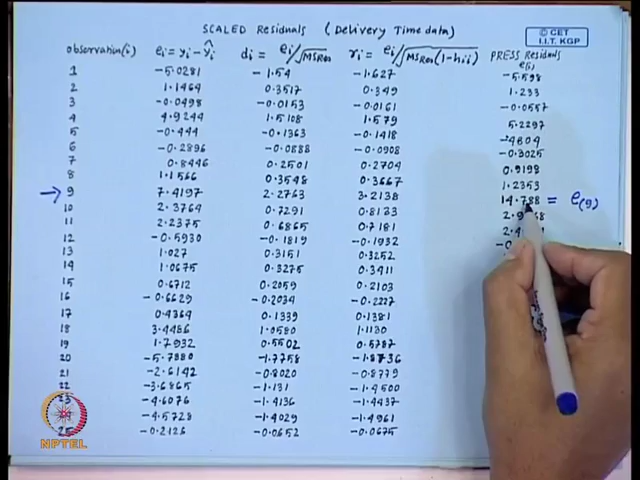 SCALED Residuals (Delivery Time data)
© CET
I.I.T. KGP
observation(i) ei = yi - ŷi di = ei/√MSRes ri = ei/√MSRes(1-hii) PRESS Residuals
e(i)
1 -5.0281 -1.54 -1.627 -5.598
2 1.1464 0.3517 0.349 1.233
3 -0.0498 -0.0153 -0.0161 -0.0557
4 4.9244 1.5108 1.579 5.2297
5 -0.444 -0.1363 -0.1418 -.4804
6 -0.2896 -0.0888 -0.0908 -0.3025
7 0.8446 0.2501 0.2704 0.9198
8 1.1566 0.3548 0.3667 1.2353
→ 9 7.4197 2.2763 3.2138 14.788 = e(9)
10 2.3764 0.7291 0.8133
11 2.2375 0.6865 0.7181
12 -0.5930 -0.1819 -0.1932
13 1.027 0.3151 0.3252
14 1.0675 0.3275 0.3411
15 0.6712 0.2059 0.2103
16 -0.6629 -0.2034 -0.2227
17 0.4364 0.1339 0.1381
18 3.4486 1.0580 1.1130
19 1.7932 0.5502 0.5787
20 -5.7880 -1.7758 -1.8736
21 -2.6142 -0.8020 -0.8779
22 -3.6865 -1.131 -1.4500
23 -4.6076 -1.4136 -1.4437
-4.5728 -1.4029 -1.4961
25 -0.2126 -0.0652 -0.0675
NPTEL